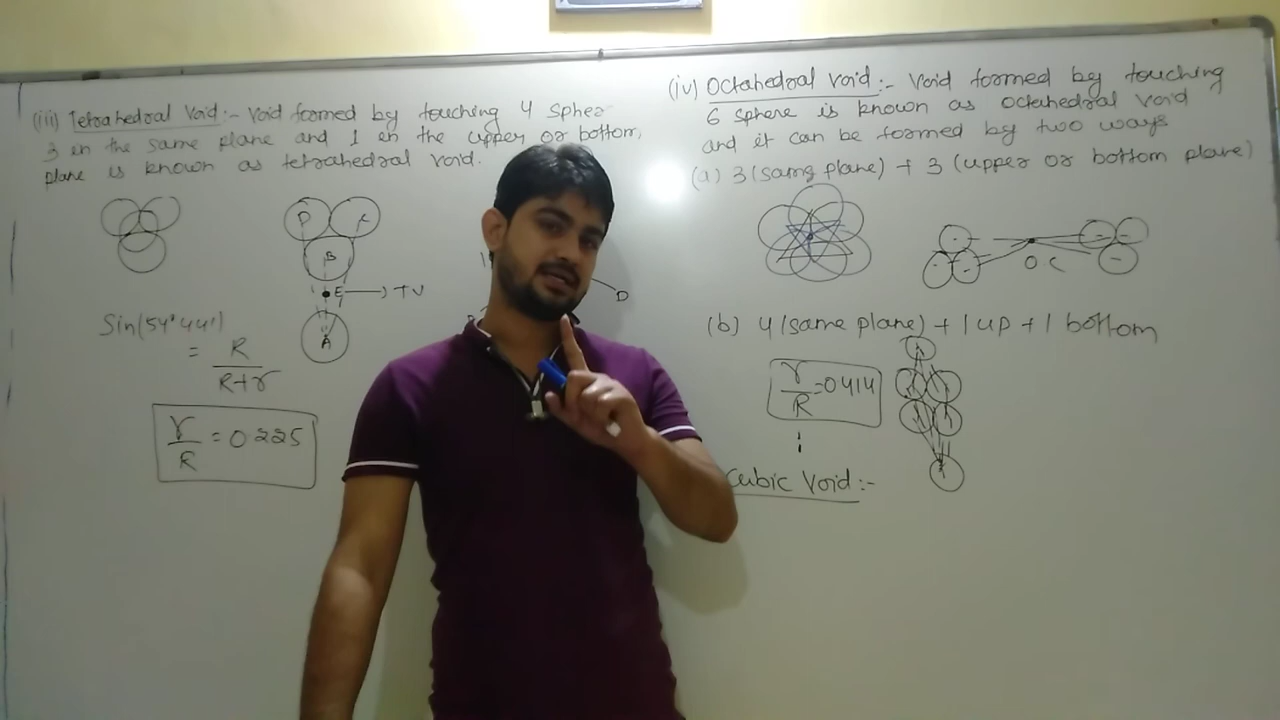 (iii) Tetrahedral Void:- Void formed by touching 4 Sphe
3 in the same plane and 1 in the upper or bottom,
plane is known as tetrahedral void.
D
C
B
E → TV
A
D
Sin(54°44')
= R
R+r
r = 0.225
R
(iv) Octahedral void:- Void formed by touching
6 sphere is known as octahedral void
and it can be formed by two ways
(a) 3 (same plane) + 3 (upper or bottom plane)
O C
(b) 4 (same plane) + 1 up + 1 bottom
r = 0.414
R
Cubic Void:-